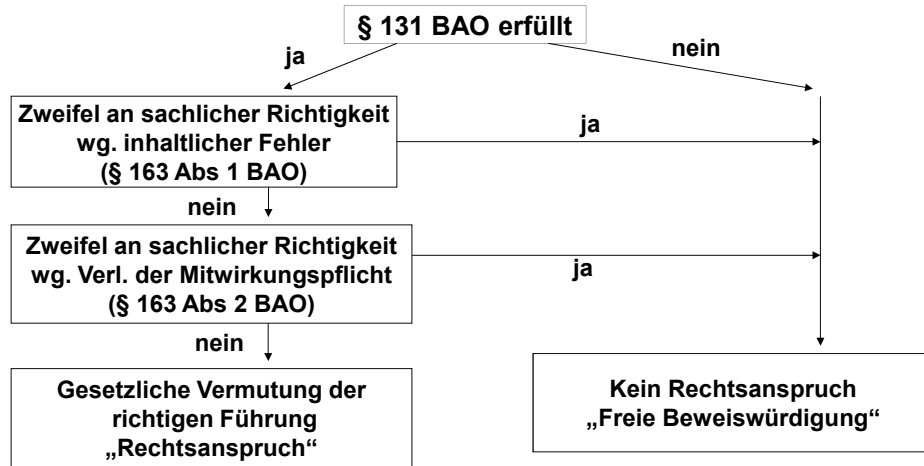 § 131 BAO erfüllt
ja
nein
Zweifel an sachlicher Richtigkeit
wg. inhaltlicher Fehler
(§ 163 Abs 1 BAO)
ja
nein
Zweifel an sachlicher Richtigkeit
wg. Verl. der Mitwirkungspflicht
(§ 163 Abs 2 BAO)
ja
nein
Gesetzliche Vermutung der
richtigen Führung
„Rechtsanspruch“
Kein Rechtsanspruch
„Freie Beweiswürdigung“